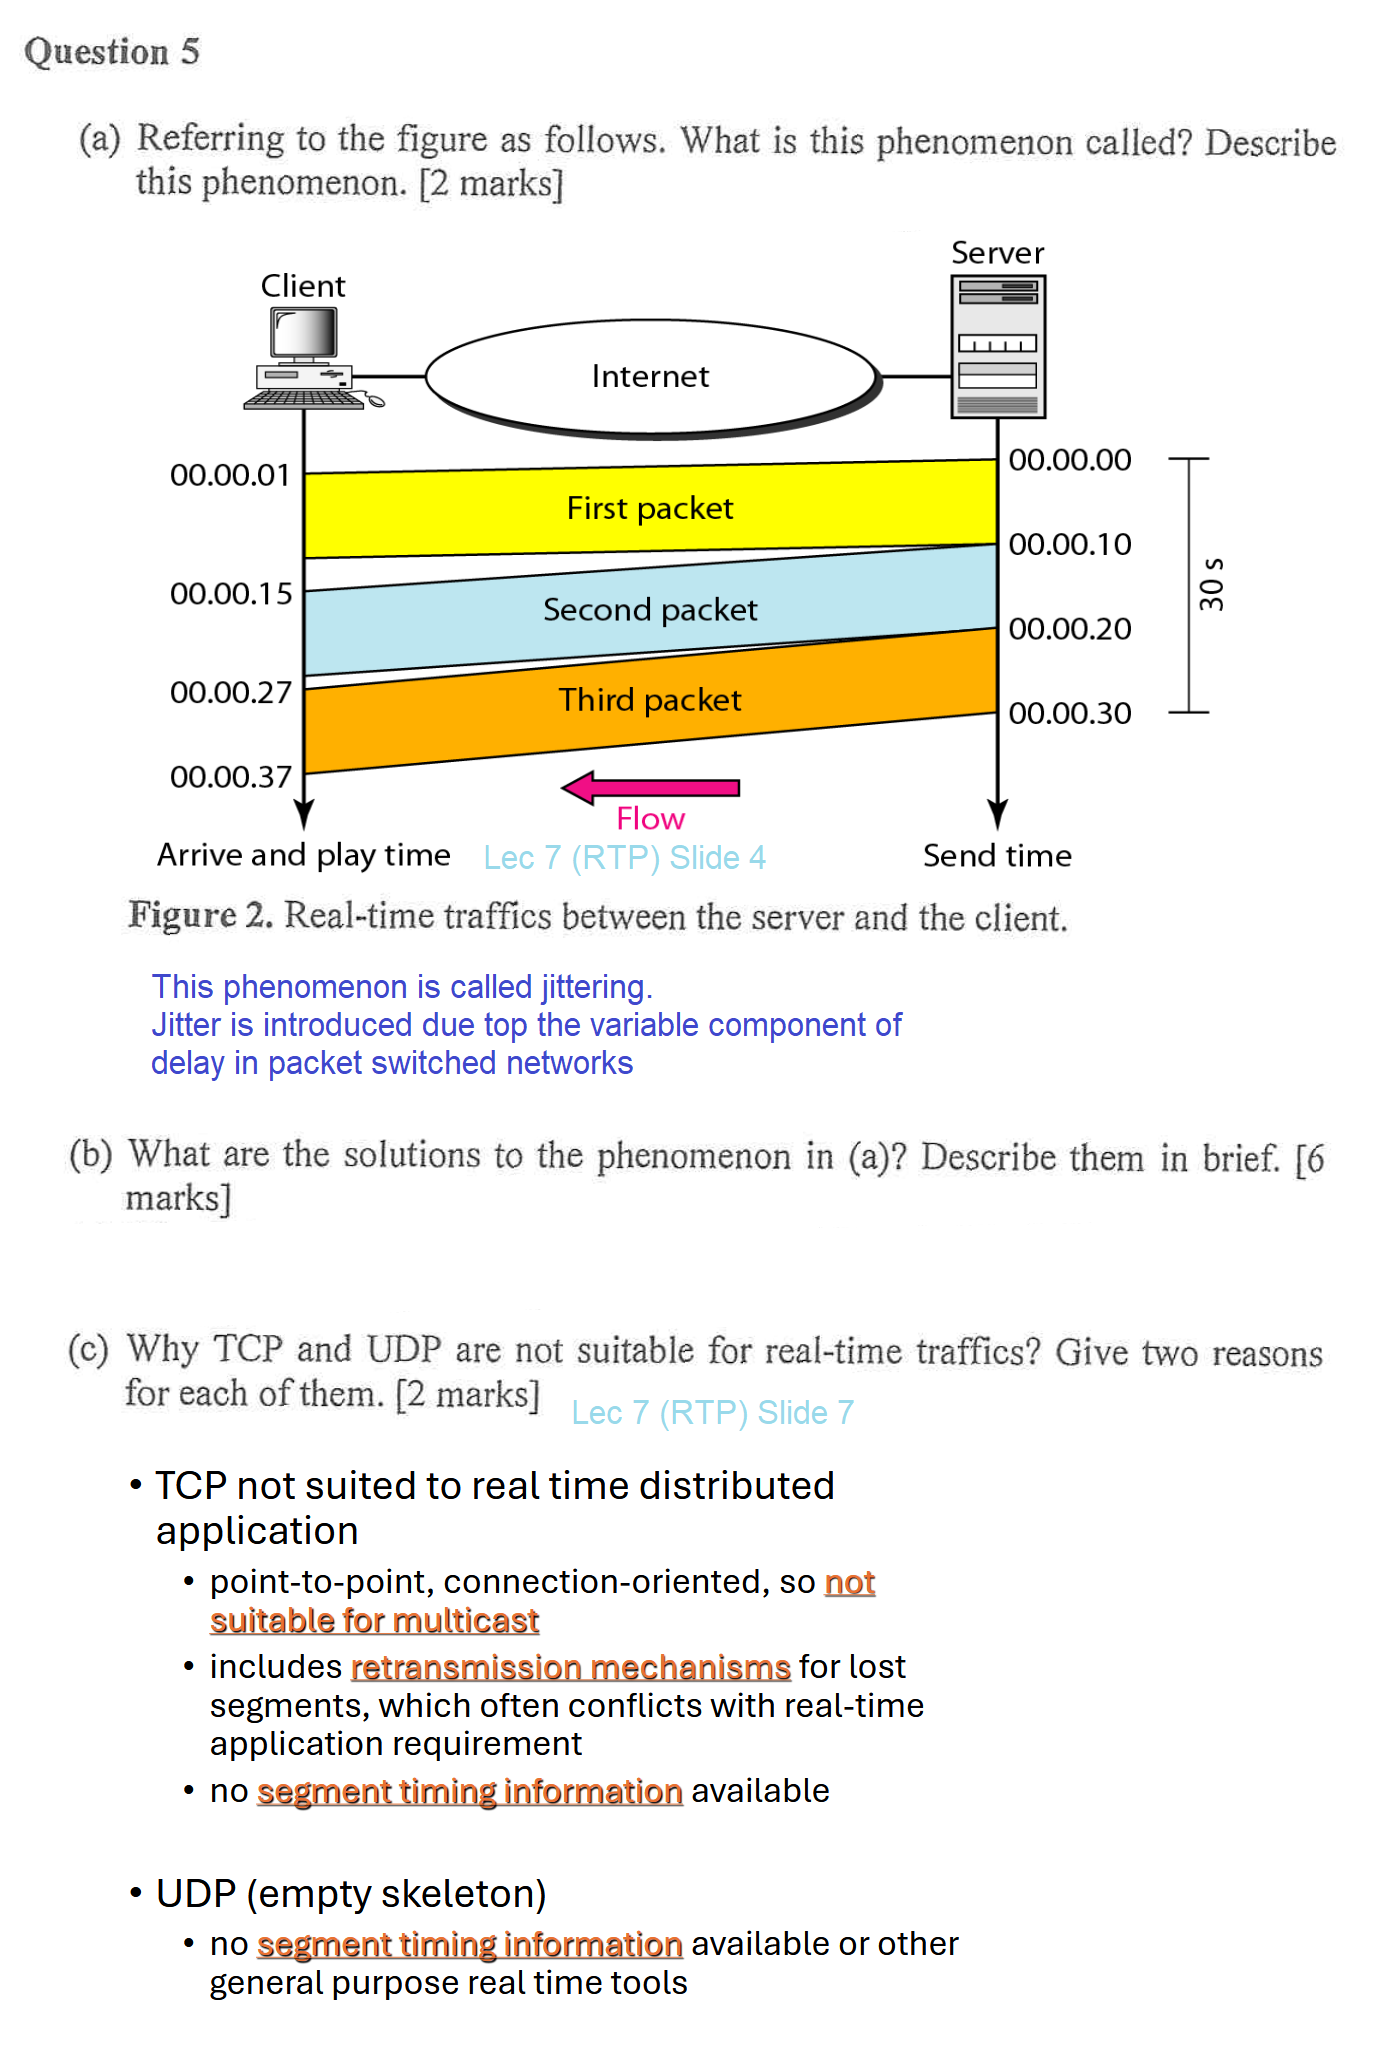 Question 5
(a) Referring to the figure as follows. What is this phenomenon called? Describe
this phenomenon. [2 marks]
Server
Client
Internet
00.00.01
00.00.00
First packet
00.00.10
00.00.15
Second packet
30 s
00.00.20
00.00.27
Third packet
00.00.30
00.00.37
Flow
Arrive and play time
Lec 7 (RTP) Slide 4
Send time
Figure 2. Real-time traffics between the server and the client.
This phenomenon is called jittering.
Jitter is introduced due top the variable component of
delay in packet switched networks
(b) What are the solutions to the phenomenon in (a)? Describe them in brief. [6
marks]
(c) Why TCP and UDP are not suitable for real-time traffics? Give two reasons
for each of them. [2 marks]
Lec 7 (RTP) Slide 7
• TCP not suited to real time distributed
application
• point-to-point, connection-oriented, so not
suitable for multicast
• includes retransmission mechanisms for lost
segments, which often conflicts with real-time
application requirement
• no segment timing information available
• UDP (empty skeleton)
• no segment timing information available or other
general purpose real time tools